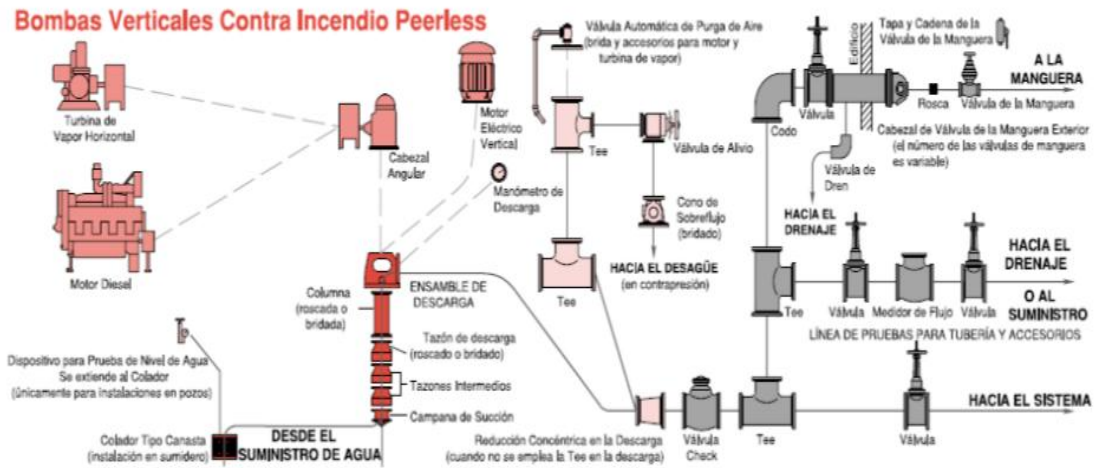 Bombas Verticales Contra Incendio Peerless
Turbina de
Vapor Horizontal
Motor Diesel
Cabezal
Angular
Motor
Eléctrico
Vertical
Manómetro de
Descarga
Válvula Automática de Purga de Aire
(brida y accesorios para motor y
turbina de vapor)
Tee
Válvula de Alivio
Cono de
Sobreflujo
(bridado)
HACIA EL DESAGÜE
(en contrapresión)
Tee
Codo
Válvula
Edificio
Tapa y Cadena de la
Válvula de la Manguera
A LA
MANGUERA
Rosca
Válvula de la Manguera
Cabezal de Válvula de la Manguera Exterior
(el número de las válvulas de manguera
es variable)
Válvula de
Dren
HACIA EL
DRENAJE
Tee
Válvula
Medidor de Flujo
Válvula
HACIA EL
DRENAJE
O AL
SUMINISTRO
LÍNEA DE PRUEBAS PARA TUBERÍA Y ACCESORIOS
ENSAMBLE DE
DESCARGA
Columna
(roscada o
bridada)
Tazón de descarga
(roscado o bridado)
Tazones Intermedios
Campana de Succión
Dispositivo para Prueba de Nivel de Agua
Se extiende al Colador
(únicamente para instalaciones en pozos)
Colador Tipo Canasta
(instalación en sumidero)
DESDE EL
SUMINISTRO DE AGUA
Reducción Concéntrica en la Descarga
(cuando no se emplea la Tee en la descarga)
Válvula
Check
Tee
Válvula
HACIA EL SISTEMA